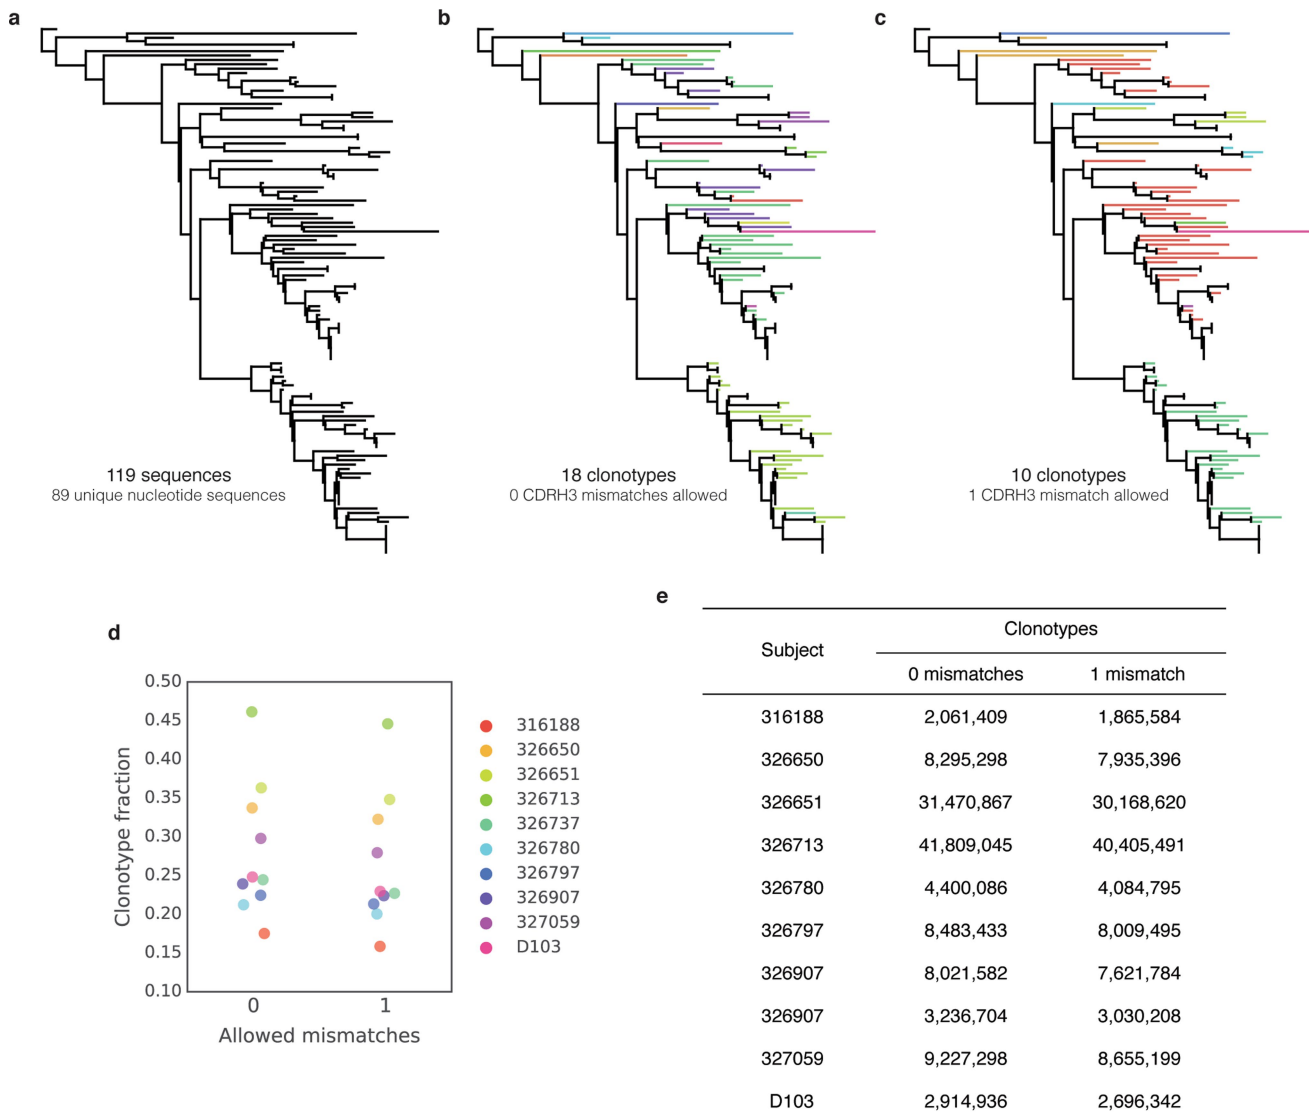 a
b
c
119 sequences
89 unique nucleotide sequences
18 clonotypes
0 CDRH3 mismatches allowed
10 clonotypes
1 CDRH3 mismatch allowed
d
Clonotype fraction
0.50
0.45
0.40
0.35
0.30
0.25
0.20
0.15
0.10
0 1
Allowed mismatches
316188
326650
326651
326713
326737
326780
326797
326907
327059
D103
e
Subject
Clonotypes
0 mismatches 1 mismatch
316188 2,061,409 1,865,584
326650 8,295,298 7,935,396
326651 31,470,867 30,168,620
326713 41,809,045 40,405,491
326780 4,400,086 4,084,795
326797 8,483,433 8,009,495
326907 8,021,582 7,621,784
326907 3,236,704 3,030,208
327059 9,227,298 8,655,199
D103 2,914,936 2,696,342